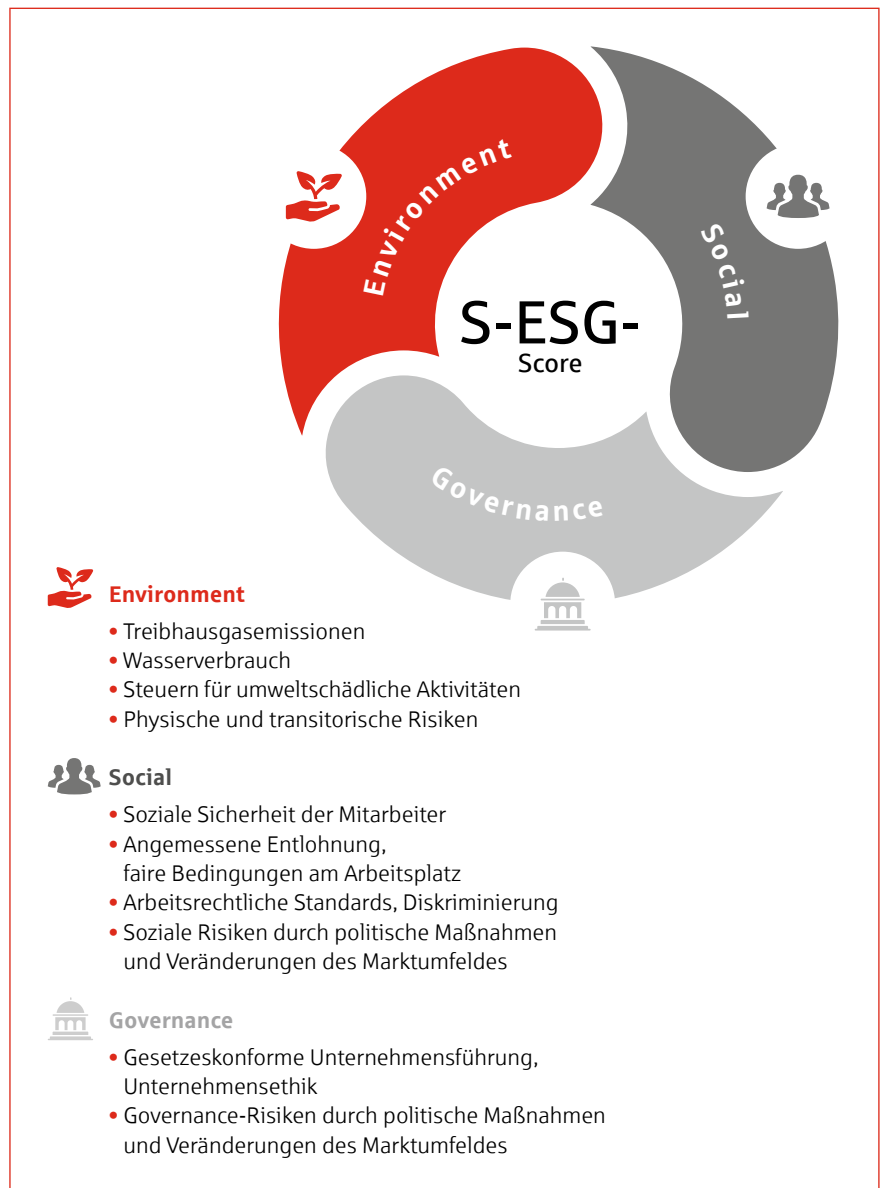 Environment
Social
S-ESG-
Score
Governance
Environment
• Treibhausgasemissionen
• Wasserverbrauch
• Steuern für umweltschädliche Aktivitäten
• Physische und transitorische Risiken
Social
• Soziale Sicherheit der Mitarbeiter
• Angemessene Entlohnung,
faire Bedingungen am Arbeitsplatz
• Arbeitsrechtliche Standards, Diskriminierung
• Soziale Risiken durch politische Maßnahmen
und Veränderungen des Marktumfeldes
Governance
• Gesetzeskonforme Unternehmensführung,
Unternehmensethik
• Governance-Risiken durch politische Maßnahmen
und Veränderungen des Marktumfeldes